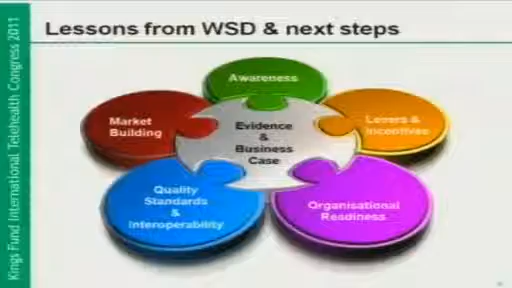 Kings Fund International Telehealth Congress 2011
Lessons from WSD & next steps
Awareness
Market
Building
Evidence
&
Business
Case
Levers &
Incentives
Quality
Standards
&
Interoperability
Organisational
Readiness